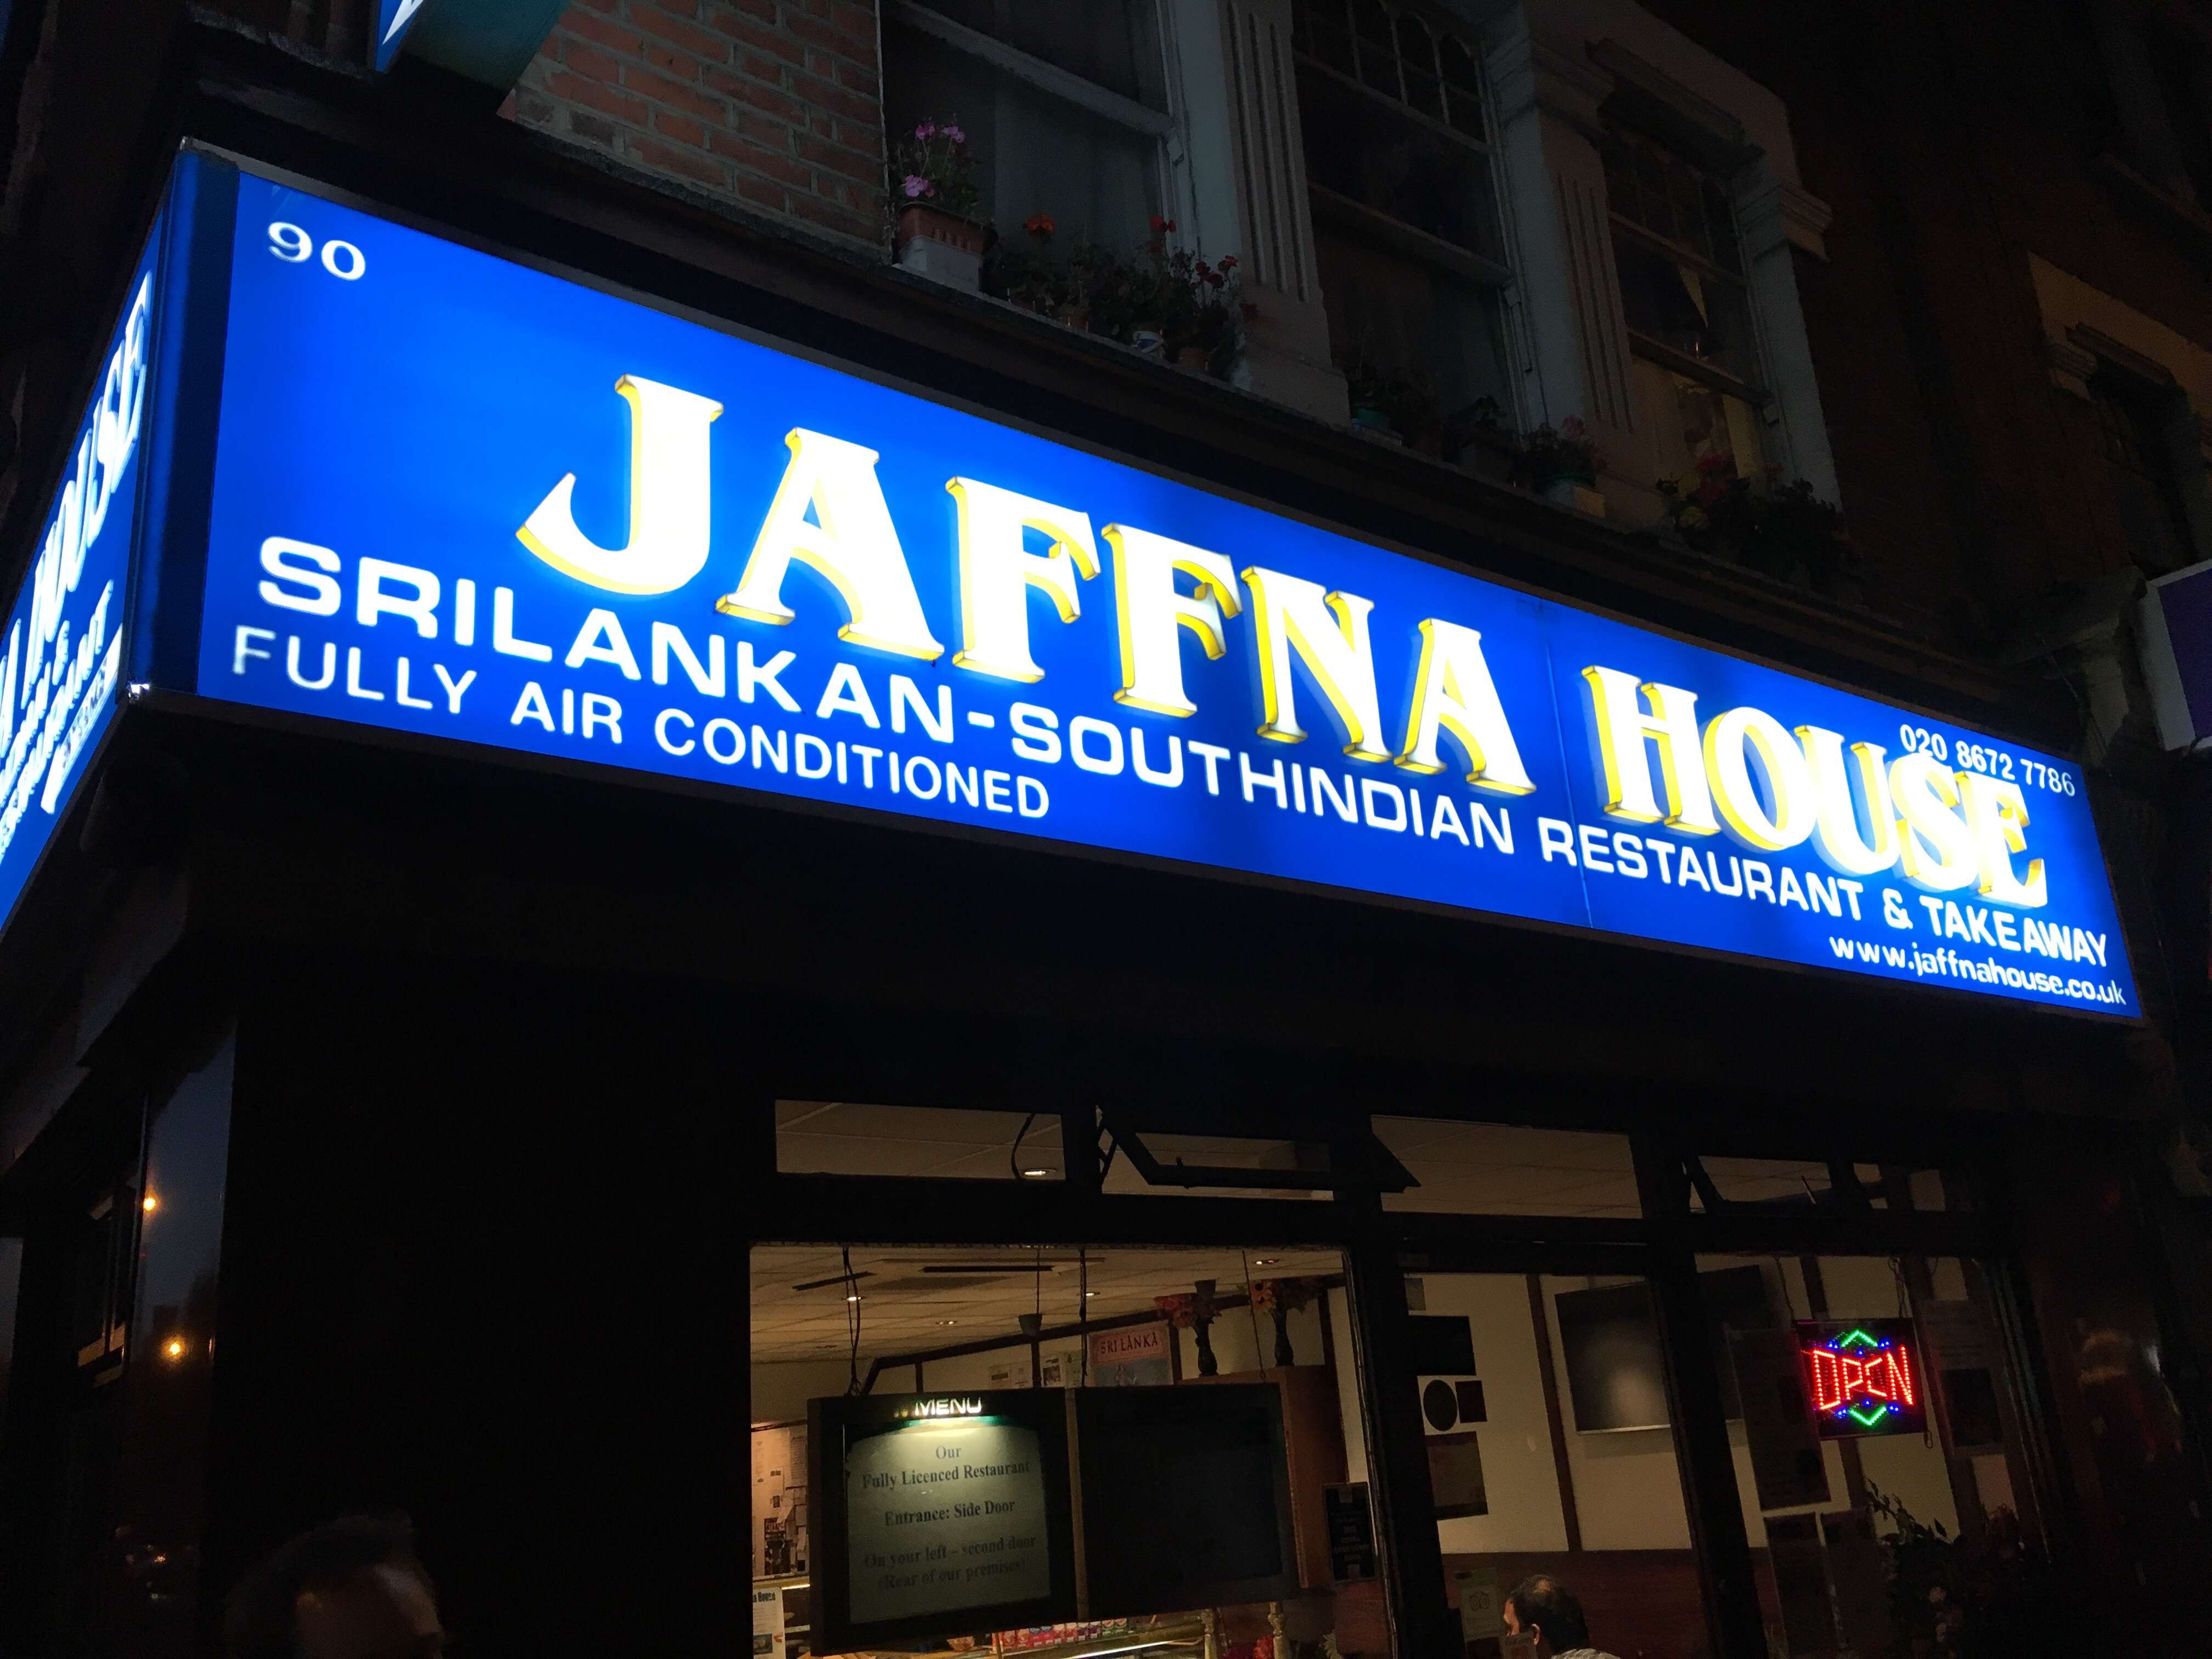 90
JAFFNA HOUSE
020 8672 7786
SRILANKAN-SOUTHINDIAN RESTAURANT & TAKEAWAY
FULLY AIR CONDITIONED
www.jaffnahouse.co.uk
HOUSE
SRI LANKA
MENU
Our
Fully Licenced Restaurant
Entrance: Side Door
On your left – second door
(Rear of our premises)
OPEN